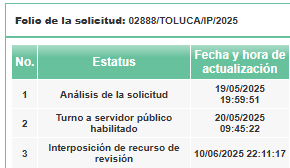 Folio de la solicitud: 02888/TOLUCA/IP/2025
No. Estatus Fecha y hora de
actualización
1 Análisis de la solicitud 19/05/2025
19:59:51
2 Turno a servidor público
habilitado 20/05/2025
09:45:22
3 Interposición de recurso de
revisión 10/06/2025 22:11:17